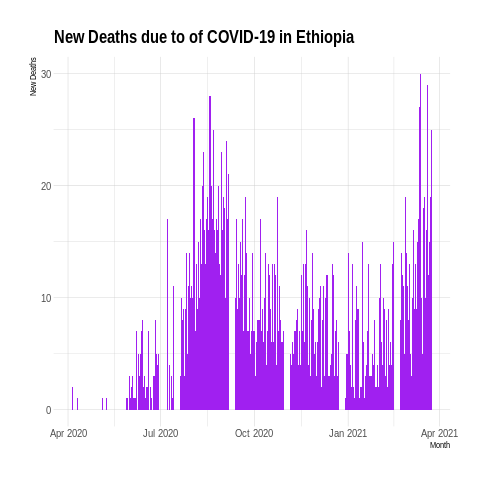 New Deaths due to of COVID-19 in Ethiopia
New Deaths
30
20
10
0
Apr 2020 Jul 2020 Oct 2020 Jan 2021 Apr 2021
Month